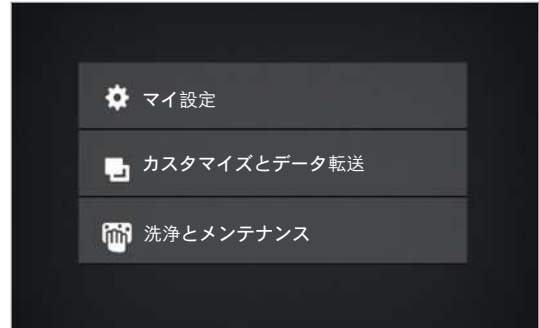 マイ設定
カスタマイズとデータ転送
洗浄とメンテナンス